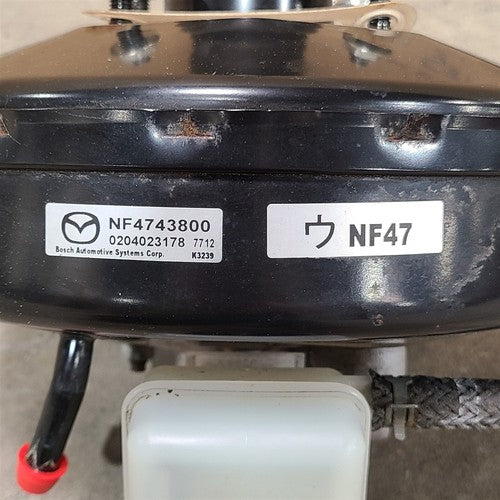 NF4743800
0204023178 7712
Bosch Automotive Systems Corp. K3239
ウ NF47